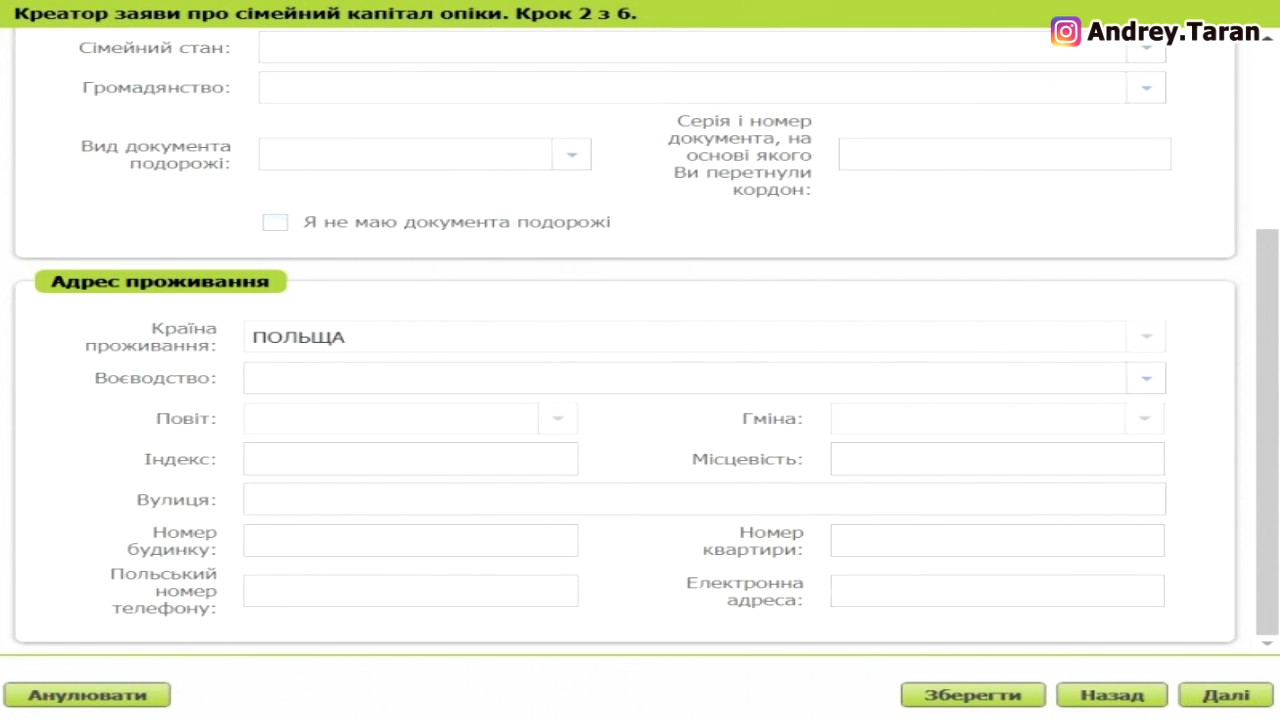 Креатор заяви про сімейний капітал опіки. Крок 2 з 6.
Andrey.Taran
Сімейний стан:
Громадянство:
Вид документа
подорожі:
Серія і номер
документа, на
основі якого
Ви перетнули
кордон:
Я не маю документа подорожі
Адрес проживання
Країна
проживання:
ПОЛЬЩА
Воєводство:
Повіт:
Гміна:
Індекс:
Місцевість:
Вулиця:
Номер
будинку:
Номер
квартири:
Польський
номер
телефону:
Електронна
адреса:
Анулювати
Зберегти
Назад
Далі